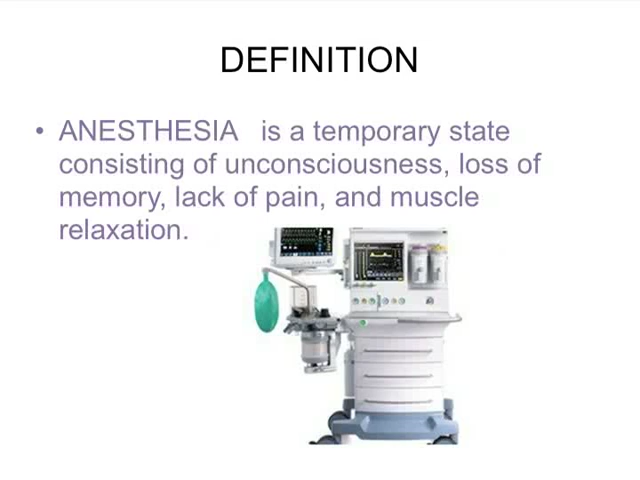 DEFINITION
• ANESTHESIA   is a temporary state
consisting of unconsciousness, loss of
memory, lack of pain, and muscle
relaxation.